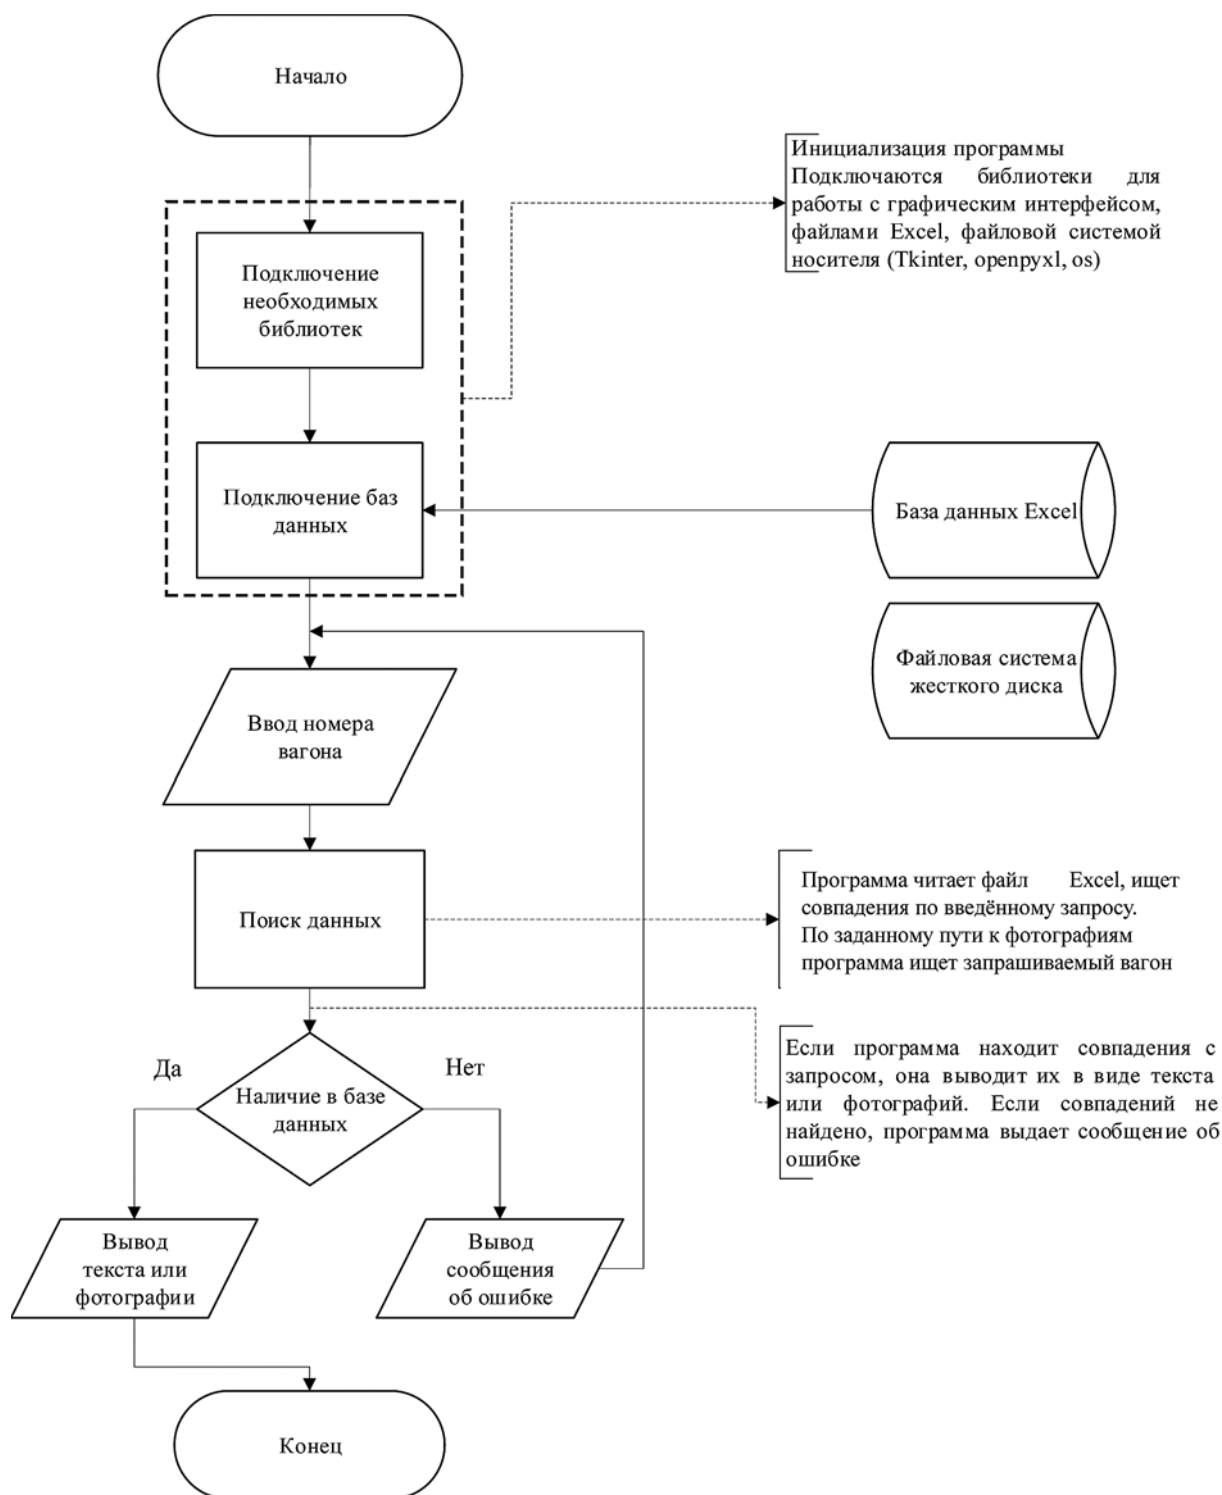 Начало
Инициализация программы
Подключаются библиотеки для
работы с графическим интерфейсом,
файлами Excel, файловой системой
носителя (Tkinter, openpyxl, os)
Подключение
необходимых
библиотек
Подключение баз
данных
База данных Excel
Файловая система
жесткого диска
Ввод номера
вагона
Поиск данных
Программа читает файл Excel, ищет
совпадения по введённому запросу.
По заданному пути к фотографиям
программа ищет запрашиваемый вагон
Если программа находит совпадения с
запросом, она выводит их в виде текста
или фотографий. Если совпадений не
найдено, программа выдает сообщение об
ошибке
Да
Нет
Наличие в базе
данных
Вывод
текста или
фотографии
Вывод
сообщения
об ошибке
Конец